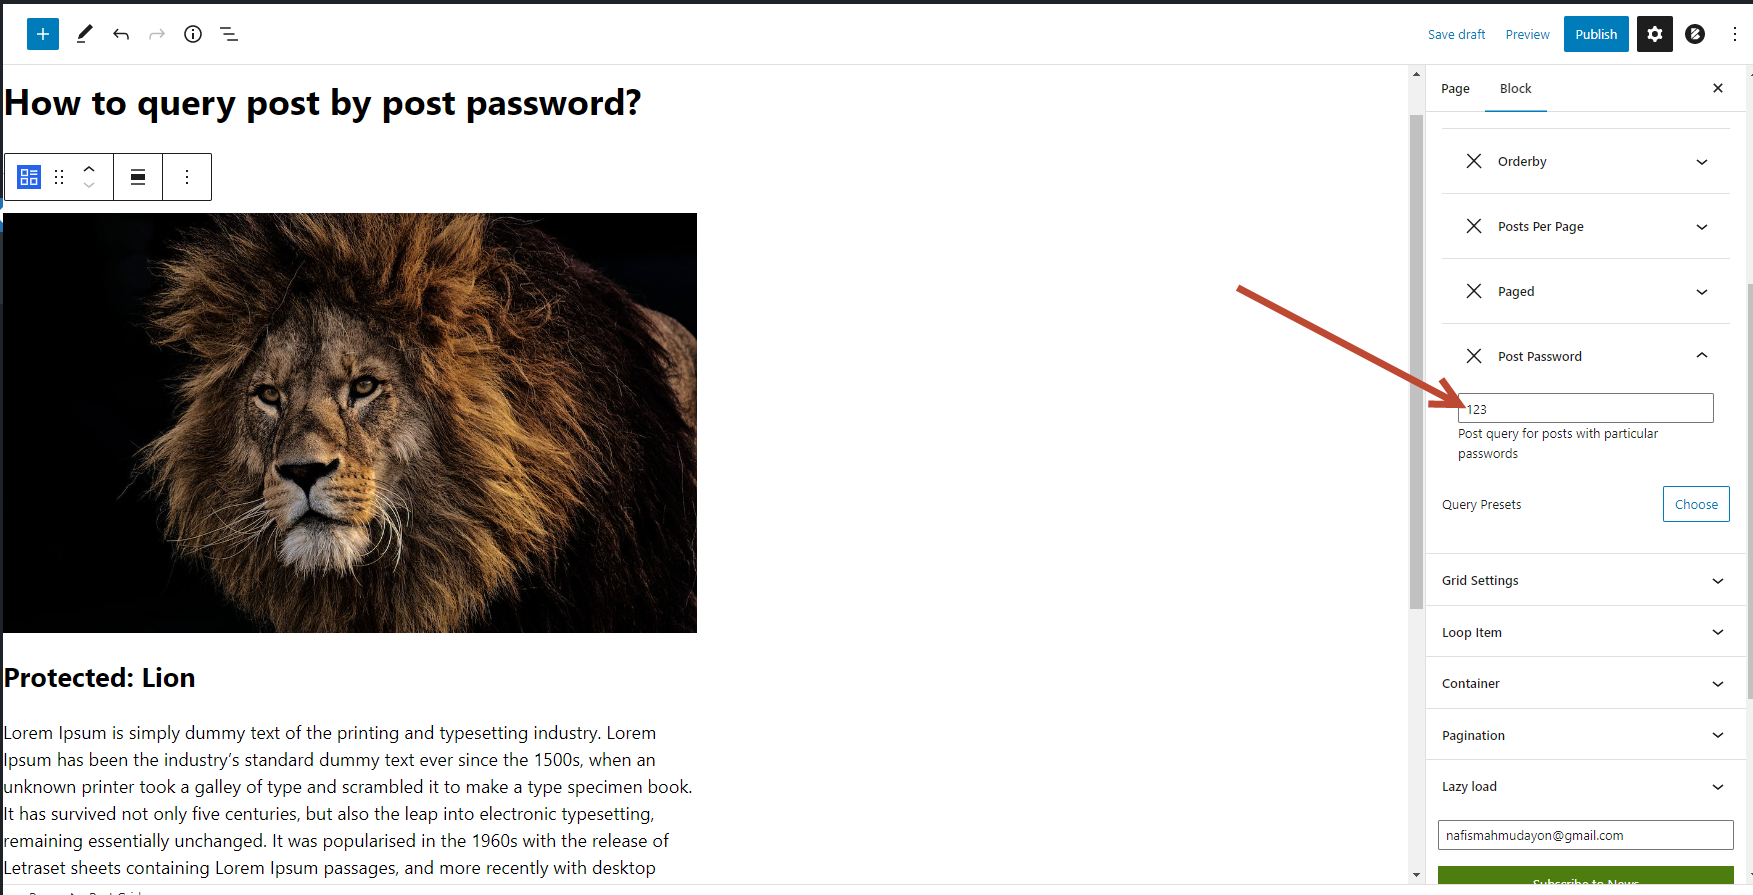 Save draft
Preview
Publish
How to query post by post password?
Page
Block
Orderby
Posts Per Page
Paged
Post Password
123
Post query for posts with particular
passwords
Query Presets
Choose
Grid Settings
Loop Item
Container
Pagination
Lazy load
nafismahmudayon@gmail.com
Protected: Lion
Lorem Ipsum is simply dummy text of the printing and typesetting industry. Lorem
Ipsum has been the industry’s standard dummy text ever since the 1500s, when an
unknown printer took a galley of type and scrambled it to make a type specimen book.
It has survived not only five centuries, but also the leap into electronic typesetting,
remaining essentially unchanged. It was popularised in the 1960s with the release of
Letraset sheets containing Lorem Ipsum passages, and more recently with desktop